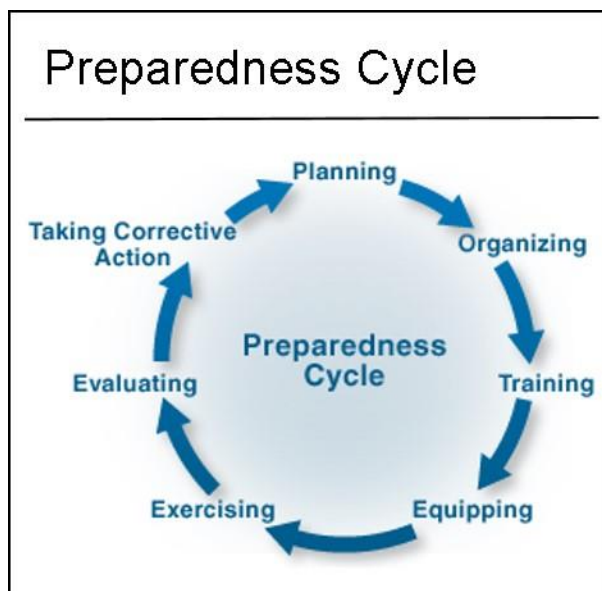 Preparedness Cycle
Planning
Organizing
Training
Equipping
Exercising
Evaluating
Taking Corrective
Action
Preparedness
Cycle